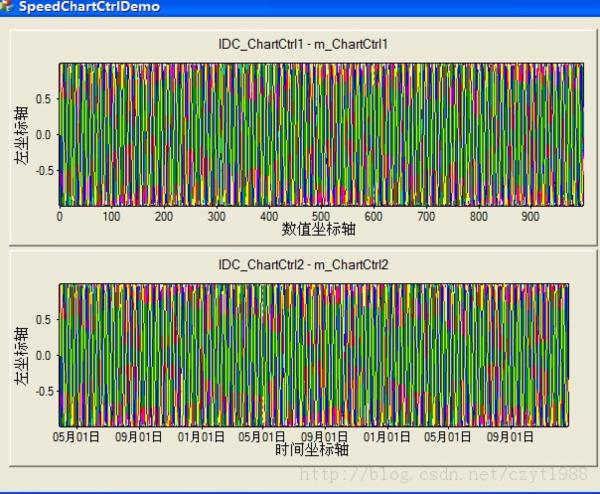 SpeedChartCtrlDemo
IDC_ChartCtrl1 - m_ChartCtrl1
左坐标轴
0.5
0.0
-0.5
0 100 200 300 400 500 600 700 800 900
数值坐标轴
IDC_ChartCtrl2 - m_ChartCtrl2
左坐标轴
0.5
0.0
-0.5
05月01日 09月01日 01月01日 05月01日 09月01日 01月01日 05月01日 09月01日
时间坐标轴
http://blog.csdn.net/czyt1988